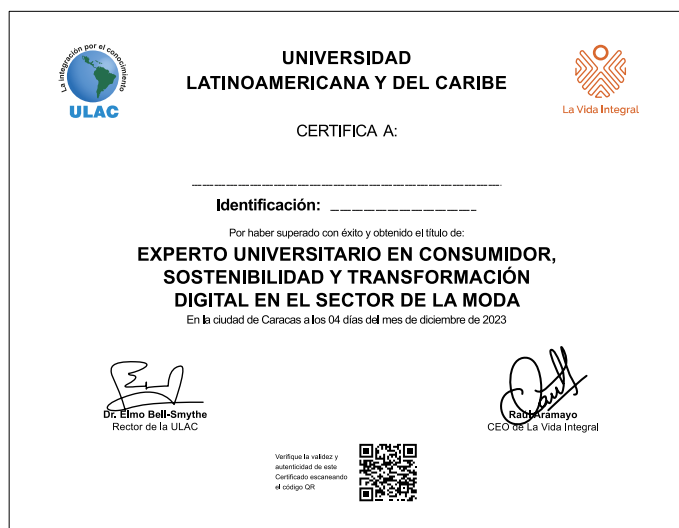 La integración por el conocimiento
ULAC
UNIVERSIDAD
LATINOAMERICANA Y DEL CARIBE
La Vida Integral
CERTIFICA A:
Identificación:
Por haber superado con éxito y obtenido el título de:
EXPERTO UNIVERSITARIO EN CONSUMIDOR,
SOSTENIBILIDAD Y TRANSFORMACIÓN
DIGITAL EN EL SECTOR DE LA MODA
En la ciudad de Caracas a los 04 días del mes de diciembre de 2023
Dr. Elmo Bell-Smythe
Rector de la ULAC
Raúl Aramayo
CEO de La Vida Integral
Verifique la validez y
autenticidad de este
Certificado escaneando
el código QR